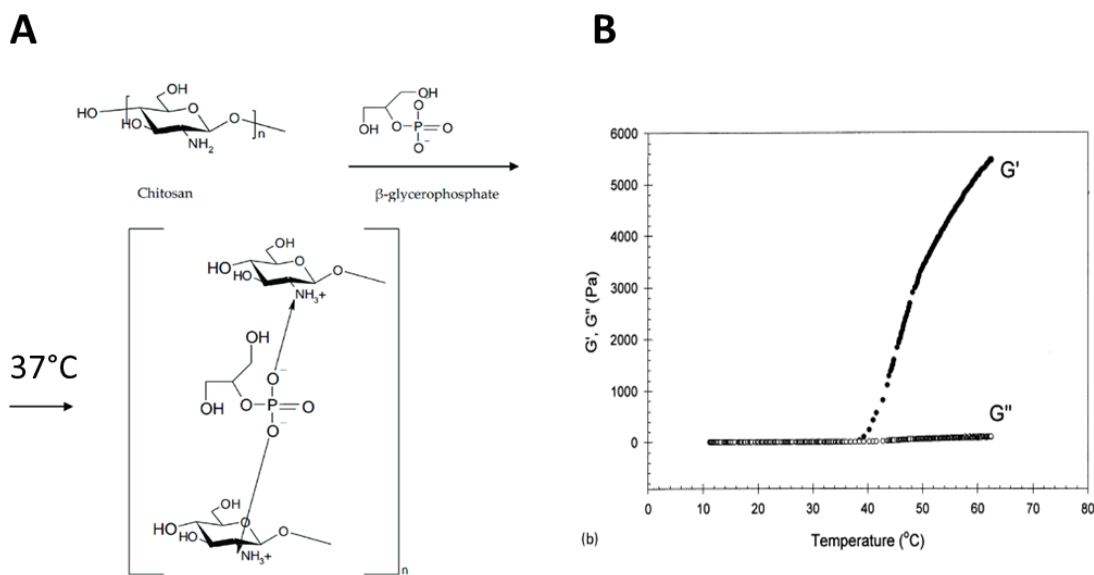 A
B
OH
HO
O
HO
NH₂
O
n
Chitosan
OH
OH
O
O
P
O
O⁻
β-glycerophosphate
37°C
OH
HO
O
HO
O
NH₃+
OH
OH
O⁻
O
P
O
O⁻
OH
HO
O
HO
O
NH₃+
n
6000
5000
4000
3000
2000
1000
0
G', G" (Pa)
G'
G"
0 10 20 30 40 50 60 70 80
(b)
Temperature (°C)